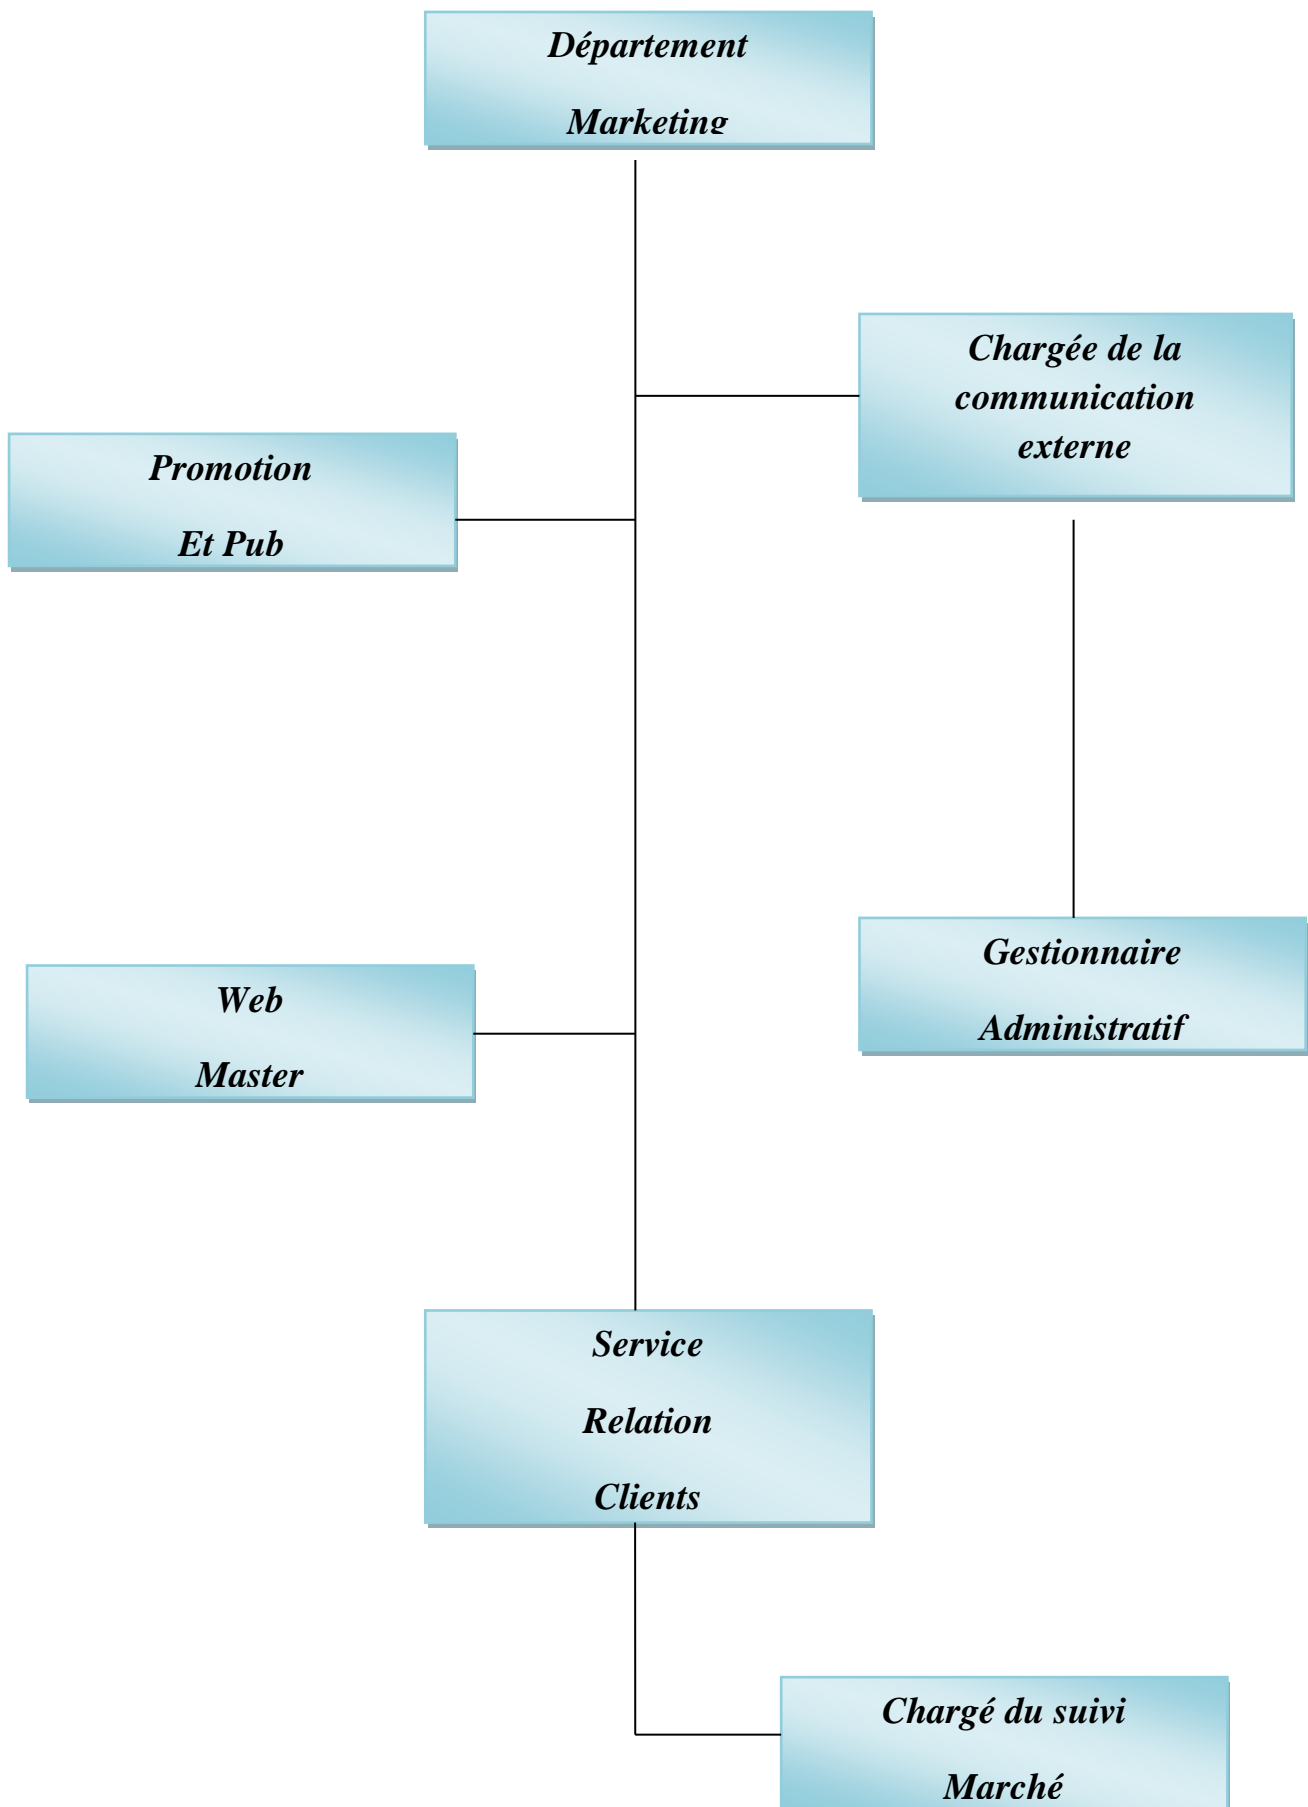 Département
Marketing
Chargée de la
communication
externe
Promotion
Et Pub
Gestionnaire
Administratif
Web
Master
Service
Relation
Clients
Chargé du suivi
Marché